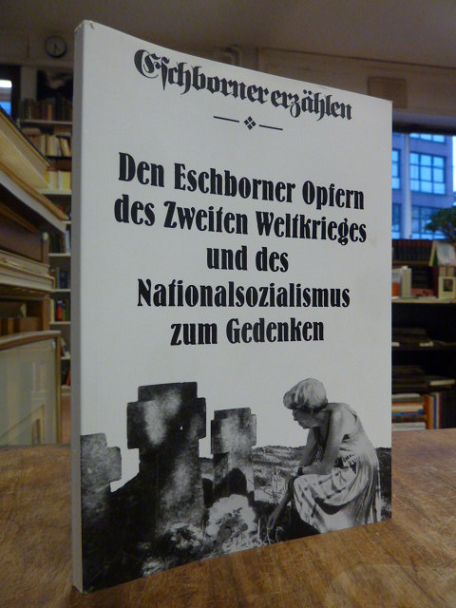 Eschborner erzählen
Den Eschborner Opfern
des Zweiten Weltkrieges
und des
Nationalsozialismus
zum Gedenken